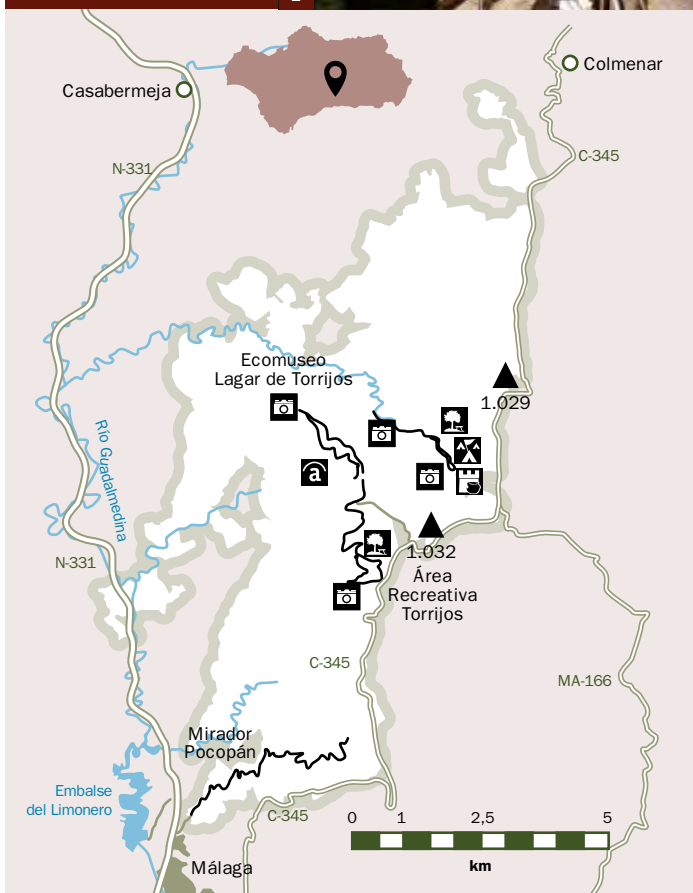 Colmenar
Casabermeja
C-345
N-331
Ecomuseo
Lagar de Torrijos
1.029
Río Guadalmedina
a
N-331
1.032
Área
Recreativa
Torrijos
C-345
MA-166
Mirador
Pocopán
Embalse
del Limonero
C-345
0 1 2,5 5
km
Málaga